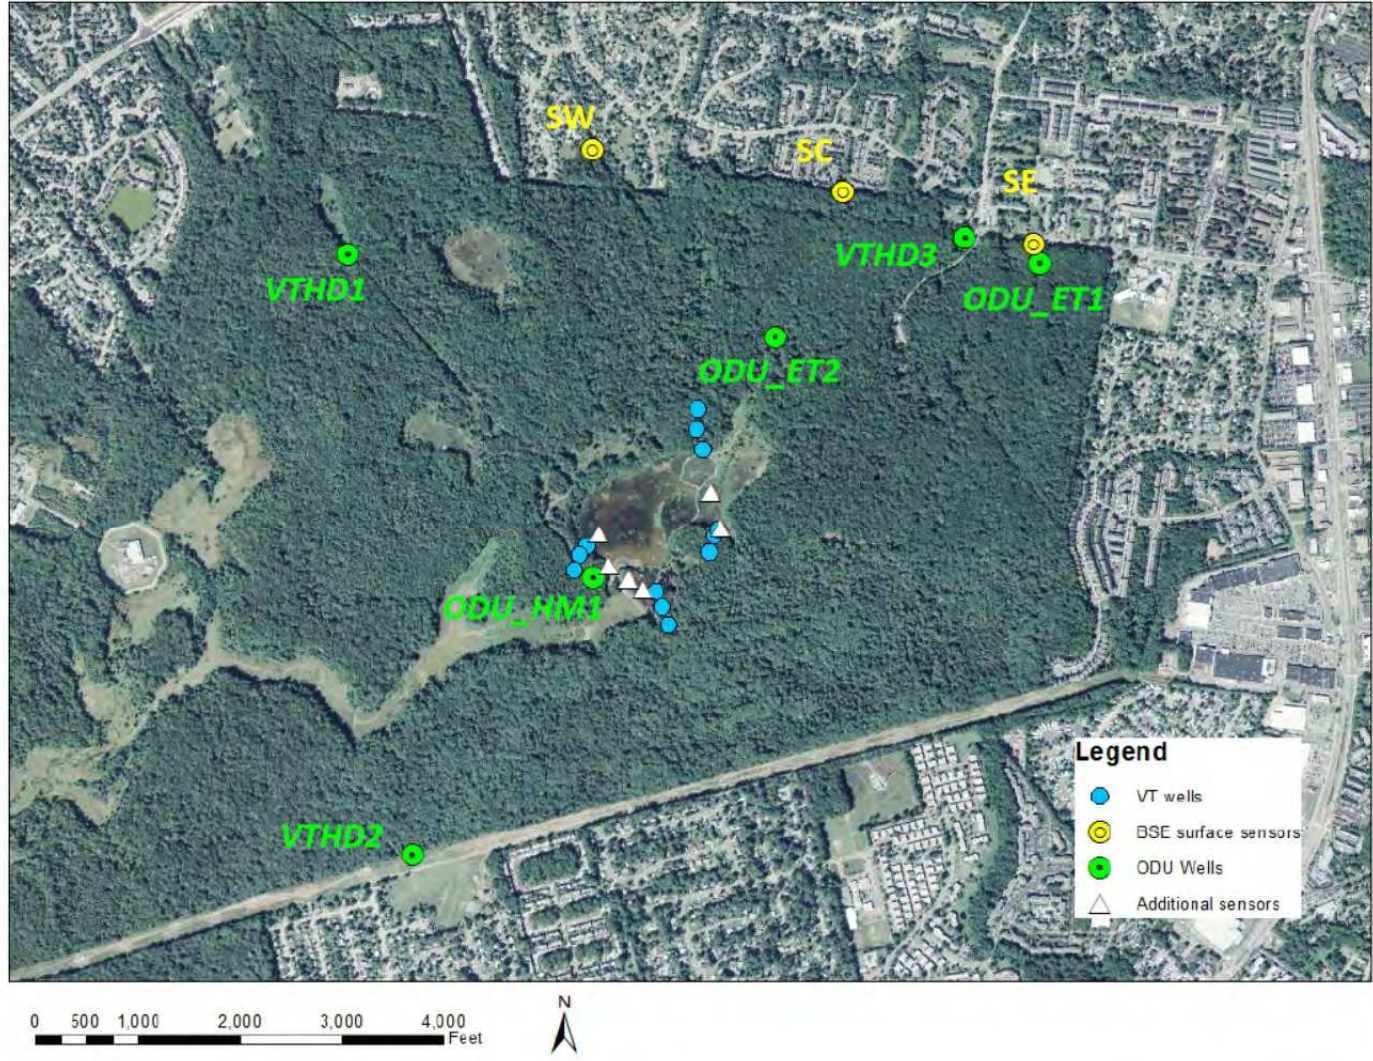 SW
SC
SE
VTHD3
VTHD1
ODU_ET1
ODU_ET2
ODU_HM1
VTHD2
Legend
VT wells
BSE surface sensors
ODU Wells
Additional sensors
N
0 500 1,000 2,000 3,000 4,000
Feet